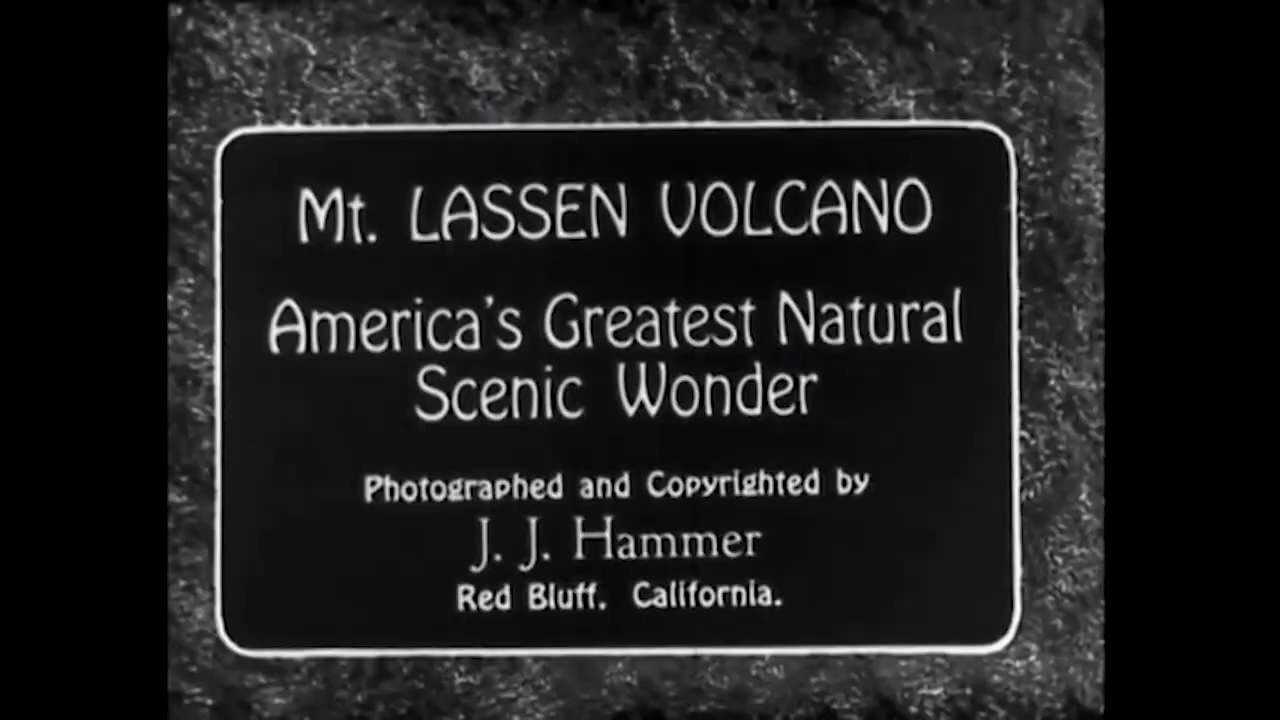 Mt. LASSEN VOLCANO
America's Greatest Natural
Scenic Wonder
Photographed and Copyrighted by
J. J. Hammer
Red Bluff. California.